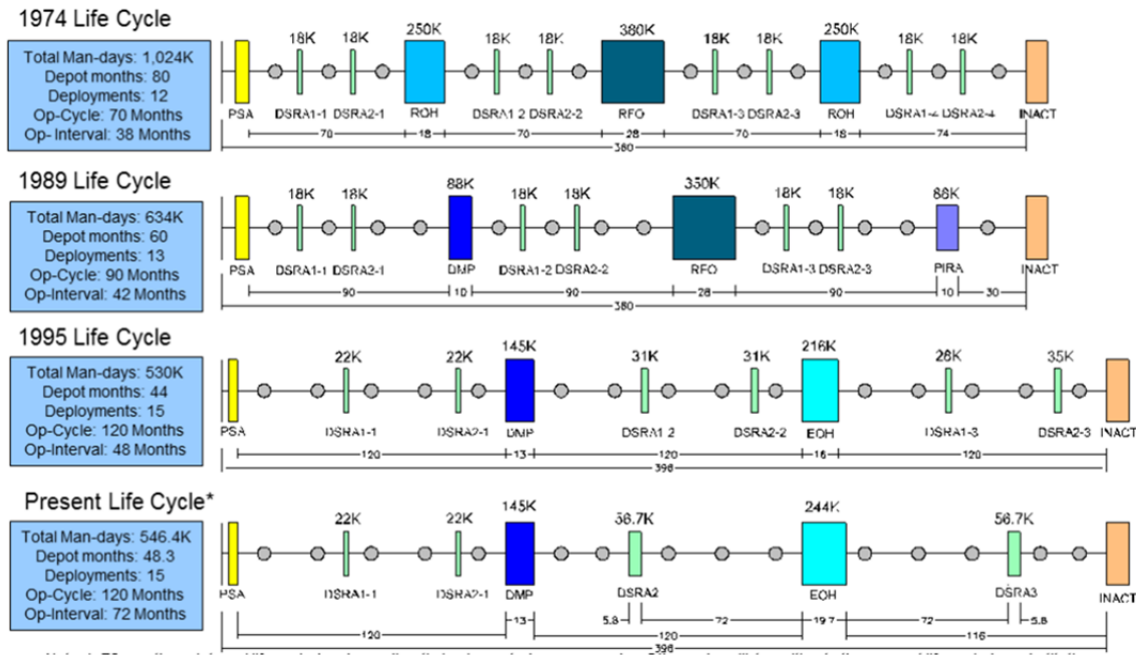 1974 Life Cycle
Total Man-days: 1,024K
Depot months: 80
Deployments: 12
Op-Cycle: 70 Months
Op- Interval: 38 Months
18K 18K 250K 18K 18K 380K 18K 18K 250K 18K 18K
PSA DSRA1-1 DSRA2-1 ROH DSRA1 2 DSRA2-2 RFO DSRA1-3 DSRA2-3 ROH DSRA1-4 DSRA2-4 INACT
70 18 70 28 70 18 74
380
1989 Life Cycle
Total Man-days: 634K
Depot months: 60
Deployments: 13
Op-Cycle: 90 Months
Op-Interval: 42 Months
18K 18K 88K 18K 18K 350K 18K 18K 88K
PSA DSRA1-1 DSRA2-1 DMP DSRA1-2 DSRA2-2 RFO DSRA1-3 DSRA2-3 PIRA INACT
90 10 90 28 90 10 30
380
1995 Life Cycle
Total Man-days: 530K
Depot months: 44
Deployments: 15
Op-Cycle: 120 Months
Op-Interval: 48 Months
22K 22K 145K 31K 31K 216K 26K 35K
PSA DSRA1-1 DSRA2-1 DMP DSRA1 2 DSRA2-2 EOH DSRA1-3 DSRA2-3 INACT
120 13 120 16 120
396
Present Life Cycle*
Total Man-days: 546.4K
Depot months: 48.3
Deployments: 15
Op-Cycle: 120 Months
Op-Interval: 72 Months
22K 22K 145K 56.7K 244K 56.7K
PSA DSRA1-1 DSRA2-1 DMP DSRA2 EOH DSRA3 INACT
13 5.8 72 19.7 72 5.8
120 120 116
396